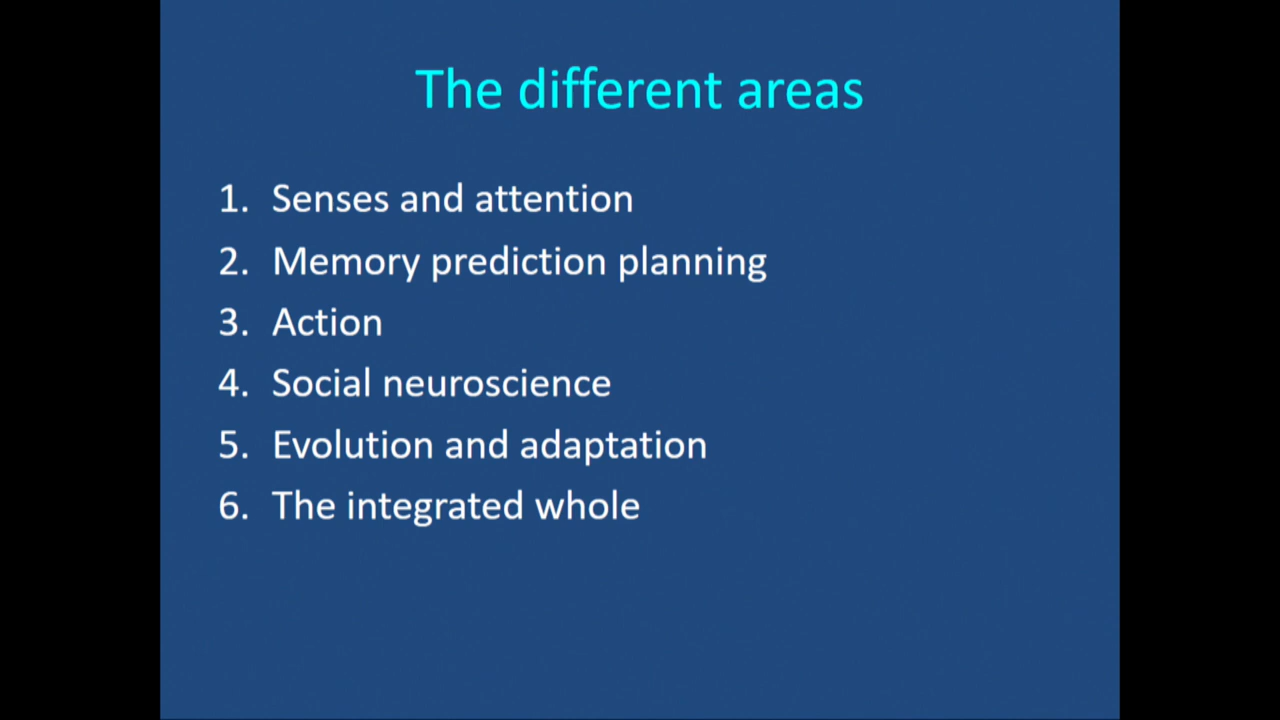 The different areas
1. Senses and attention
2. Memory prediction planning
3. Action
4. Social neuroscience
5. Evolution and adaptation
6. The integrated whole